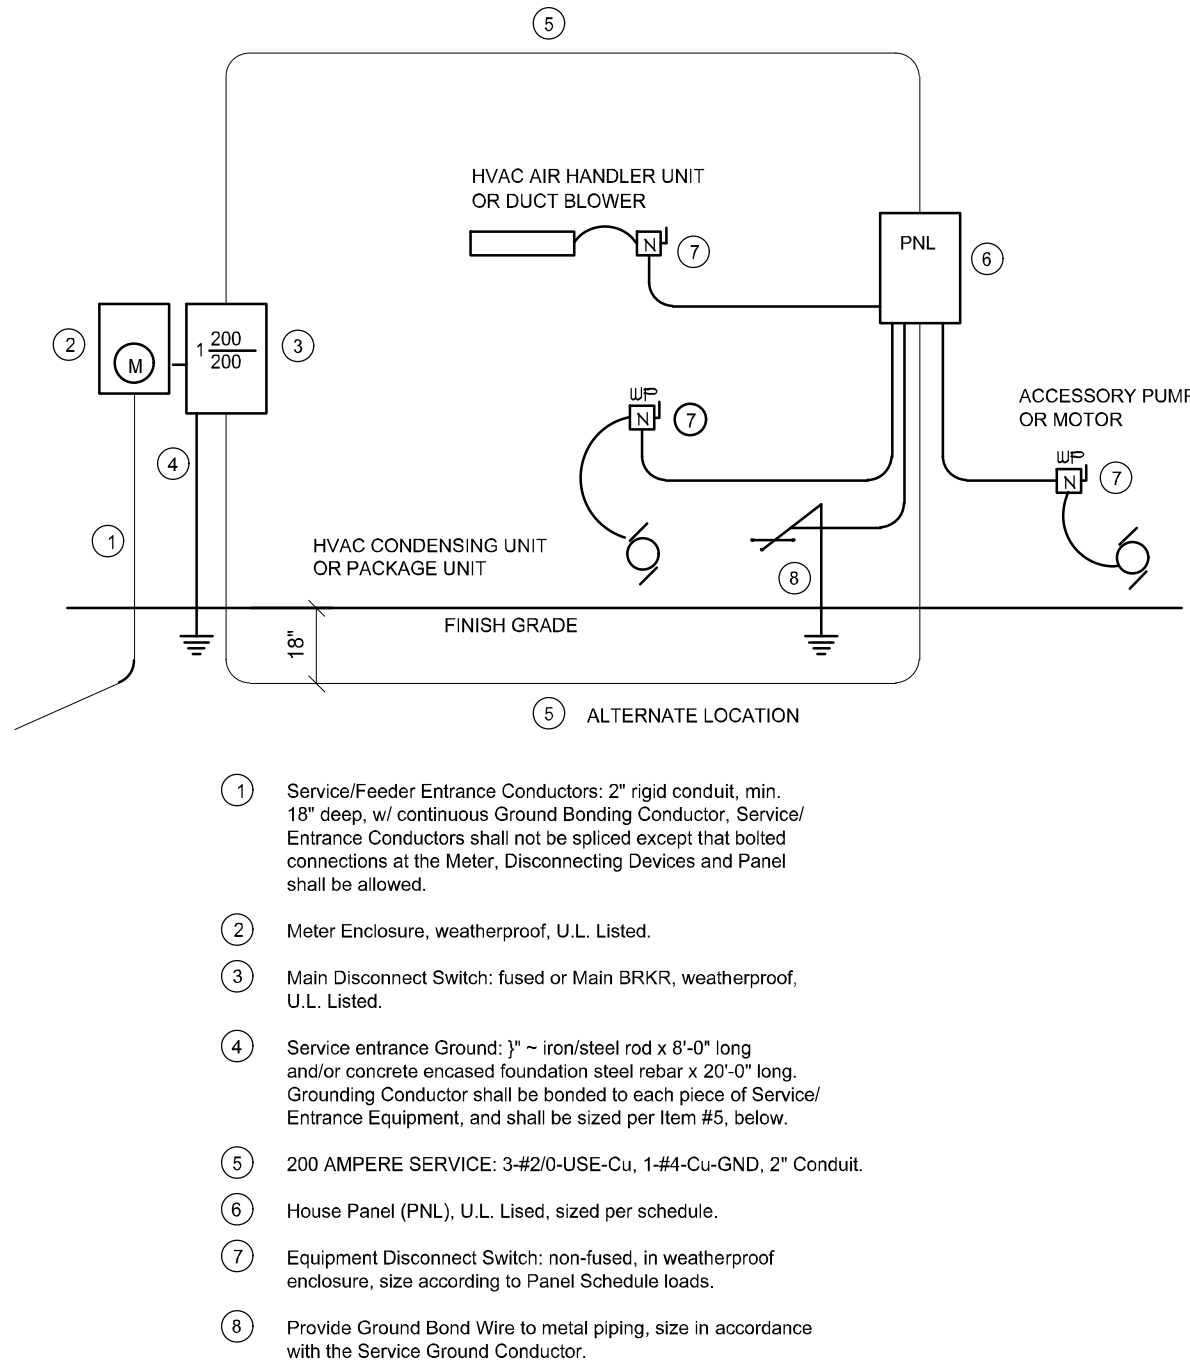 5
HVAC AIR HANDLER UNIT
OR DUCT BLOWER
N
7
PNL
6
2
M
1 200
200
3
WP
N
7
ACCESSORY PUMP
OR MOTOR
WP
N
7
4
1
HVAC CONDENSING UNIT
OR PACKAGE UNIT
8
FINISH GRADE
18"
5 ALTERNATE LOCATION
1 Service/Feeder Entrance Conductors: 2" rigid conduit, min.
18" deep, w/ continuous Ground Bonding Conductor, Service/
Entrance Conductors shall not be spliced except that bolted
connections at the Meter, Disconnecting Devices and Panel
shall be allowed.
2 Meter Enclosure, weatherproof, U.L. Listed.
3 Main Disconnect Switch: fused or Main BRKR, weatherproof,
U.L. Listed.
4 Service entrance Ground: }" ~ iron/steel rod x 8'-0" long
and/or concrete encased foundation steel rebar x 20'-0" long.
Grounding Conductor shall be bonded to each piece of Service/
Entrance Equipment, and shall be sized per Item #5, below.
5 200 AMPERE SERVICE: 3-#2/0-USE-Cu, 1-#4-Cu-GND, 2" Conduit.
6 House Panel (PNL), U.L. Lised, sized per schedule.
7 Equipment Disconnect Switch: non-fused, in weatherproof
enclosure, size according to Panel Schedule loads.
8 Provide Ground Bond Wire to metal piping, size in accordance
with the Service Ground Conductor.